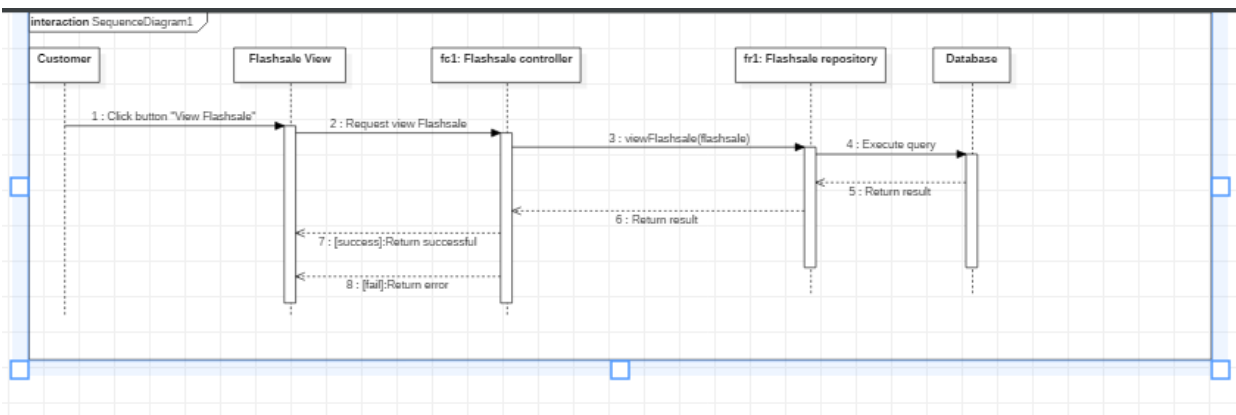 interaction SequenceDiagram1
Customer
Flashsale View
fc1: Flashsale controller
fr1: Flashsale repository
Database
1 : Click button "View Flashsale"
2 : Request view Flashsale
3 : viewFlashsale(flashsale)
4 : Execute query
5 : Return result
6 : Return result
7 : [success]:Return successful
8 : [fail]:Return error